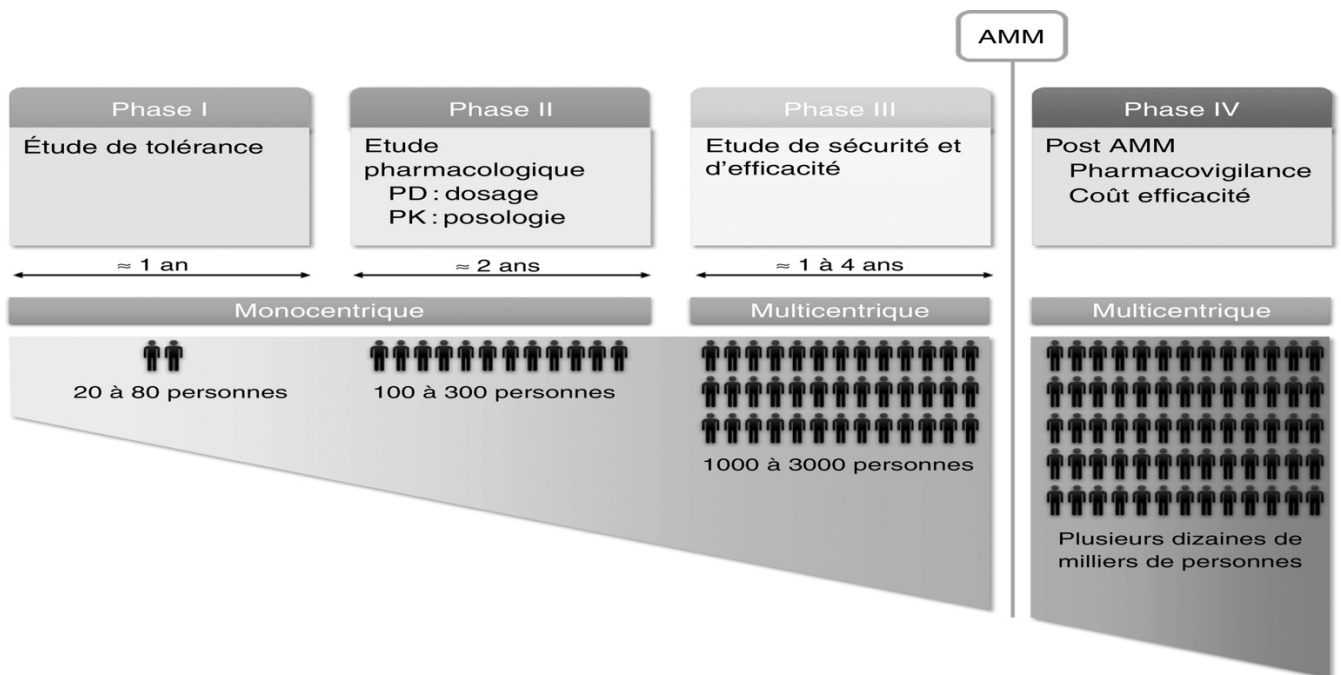 AMM
Phase I
Étude de tolérance
Phase II
Etude
pharmacologique
PD : dosage
PK : posologie
Phase III
Etude de sécurité et
d'efficacité
Phase IV
Post AMM
Pharmacovigilance
Coût efficacité
≈ 1 an
≈ 2 ans
≈ 1 à 4 ans
Monocentrique
Multicentrique
Multicentrique
20 à 80 personnes
100 à 300 personnes
1000 à 3000 personnes
Plusieurs dizaines de
milliers de personnes